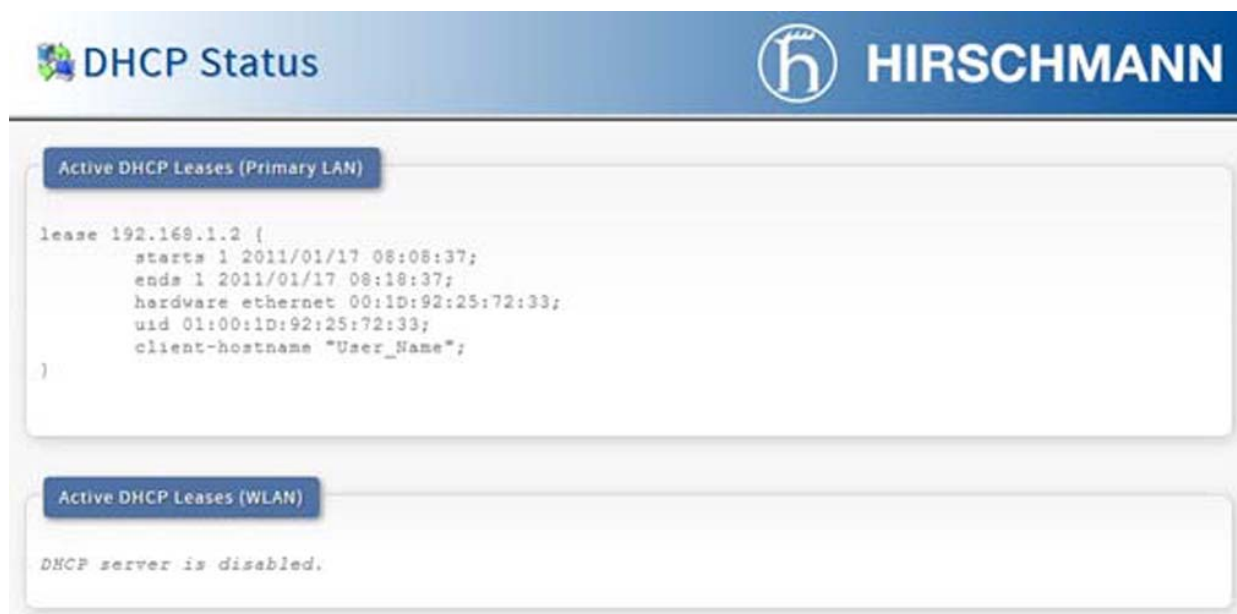 DHCP Status
HIRSCHMANN
Active DHCP Leases (Primary LAN)
lease 192.168.1.2 {
starts 1 2011/01/17 08:08:37;
ends 1 2011/01/17 08:18:37;
hardware ethernet 00:1D:92:25:72:33;
uid 01:00:1D:92:25:72:33;
client-hostname "User_Name";
}
Active DHCP Leases (WLAN)
DHCP server is disabled.